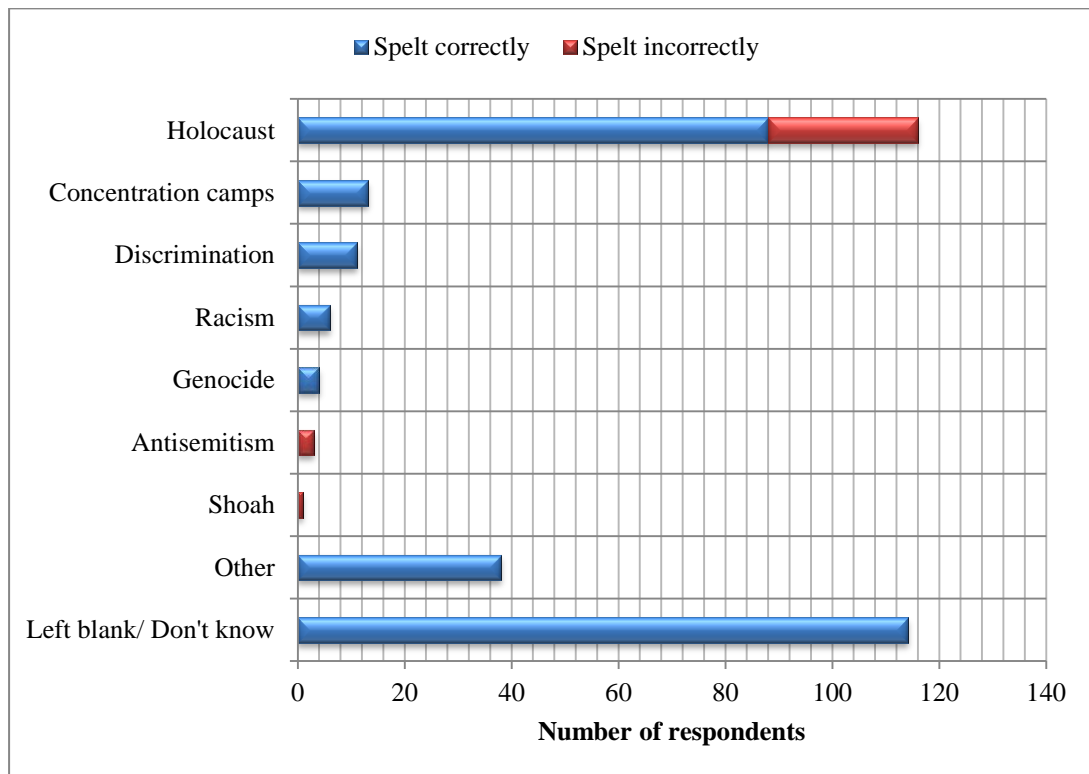 Spelt correctly Spelt incorrectly
Holocaust
Concentration camps
Discrimination
Racism
Genocide
Antisemitism
Shoah
Other
Left blank/ Don't know
0 20 40 60 80 100 120 140
Number of respondents